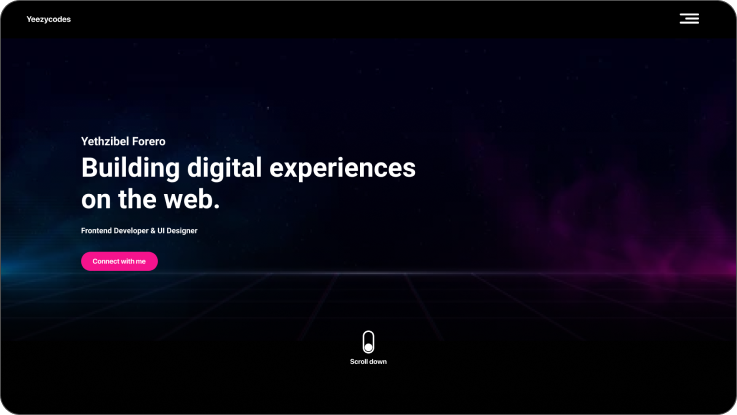 Yeezycodes
Yethzibel Forero
Building digital experiences
on the web.
Frontend Developer & UI Designer
Connect with me
Scroll down